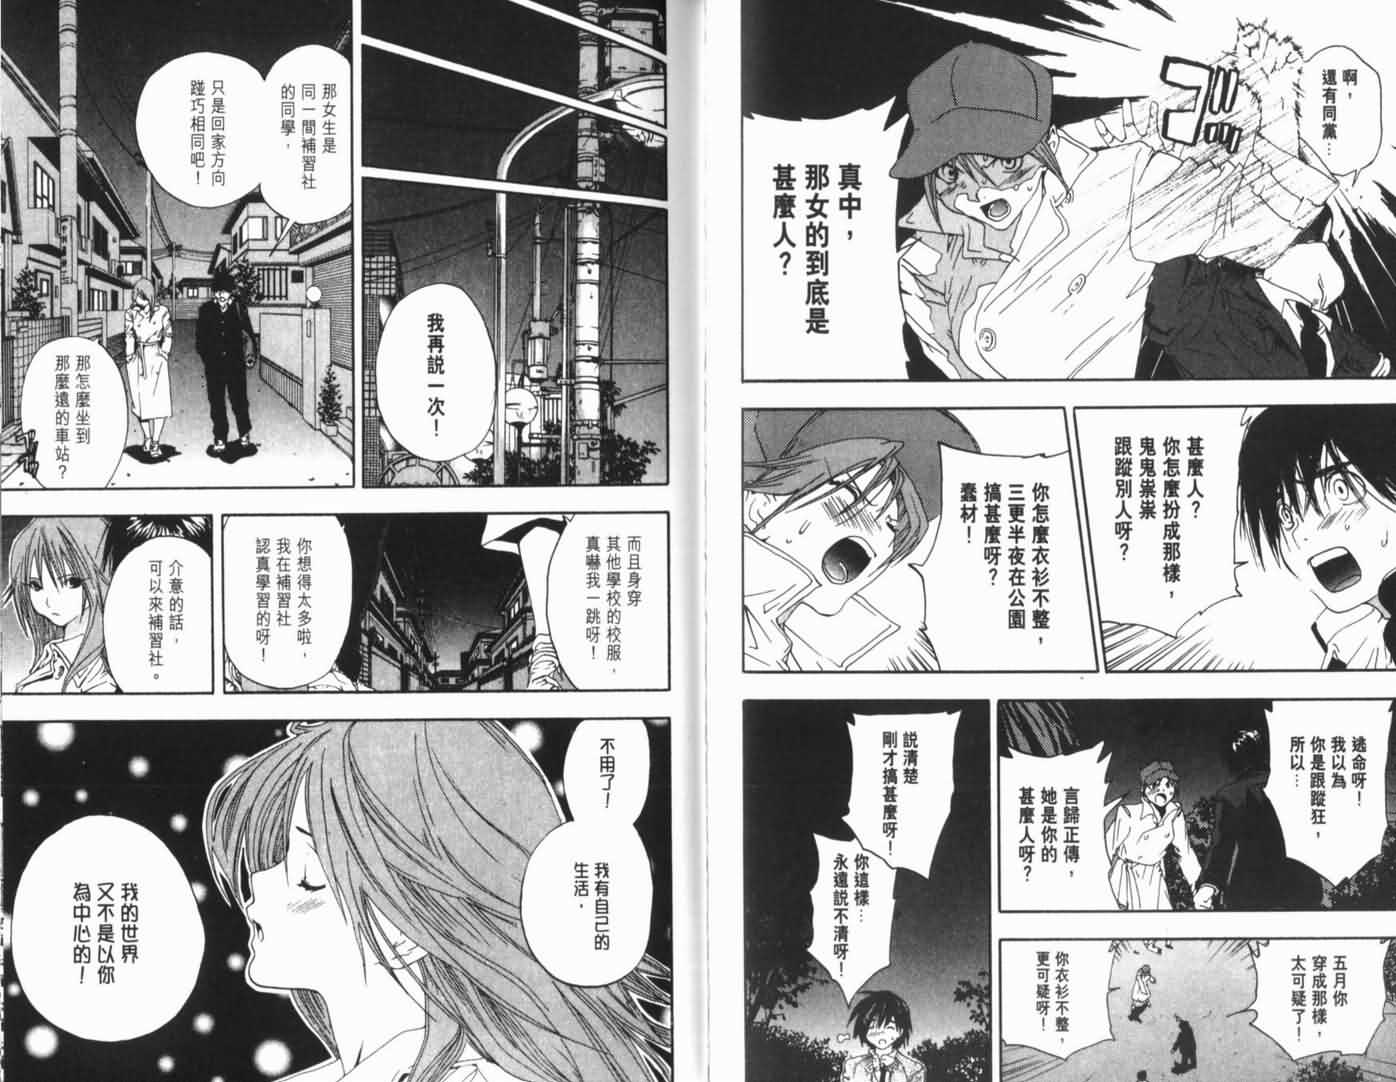 啊，
還有同黨…
真中，
那女的到底是
甚麼人？
甚麼人？
你怎麼扮成那樣，
鬼鬼祟祟
跟蹤別人呀？
你怎麼衣衫不整，
三更半夜在公園
搞甚麼呀？
蠢材！
逃命呀！
我以為
你是跟蹤狂，
所以…
言歸正傳，
她是你的
甚麼人呀？
說清楚
剛才搞甚麼呀！
你這樣…
永遠說不清呀！
五月你
穿成那樣，
太可疑了！
你衣衫不整，
更可疑呀！
我再說一次！
那女生是
同一間補習社
的同學，
只是回家方向
踫巧相同吧！
那怎麼坐到
那麼遠的車站？
而且身穿
其他學校的校服，
真嚇我一跳呀！
你想得太多啦，
我在補習社
認真學習的呀！
介意的話，
可以來補習社。
不用了！
我有自己的
生活，
我的世界
又不是以你
為中心的！